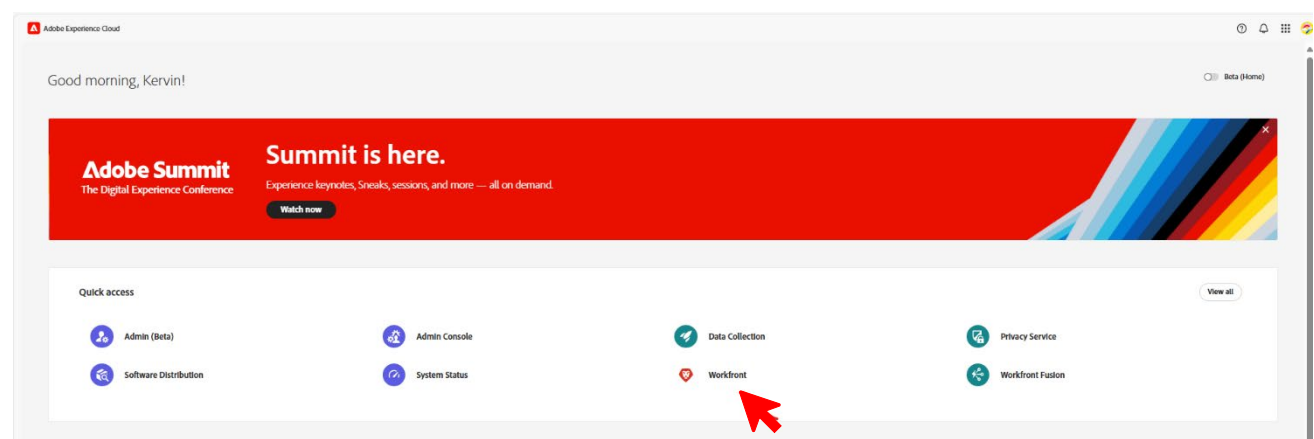 Adobe Experience Cloud
Good morning, Kervin!
Beta (Home)
Adobe Summit
The Digital Experience Conference
Summit is here.
Experience keynotes, Sneaks, sessions, and more — all on demand.
Watch now
Quick access
View all
Admin (Beta)
Admin Console
Data Collection
Privacy Service
Software Distribution
System Status
Workfront
Workfront Fusion